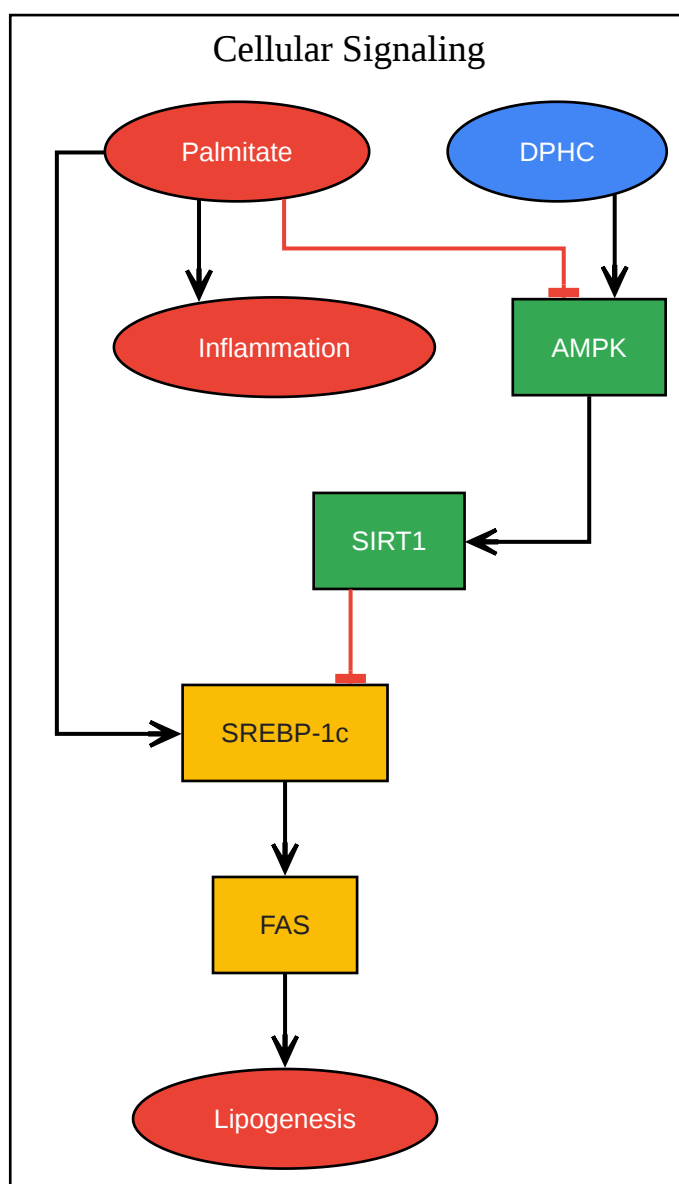 Cellular Signaling
Palmitate
DPHC
Inflammation
AMPK
SIRT1
SREBP-1c
FAS
Lipogenesis